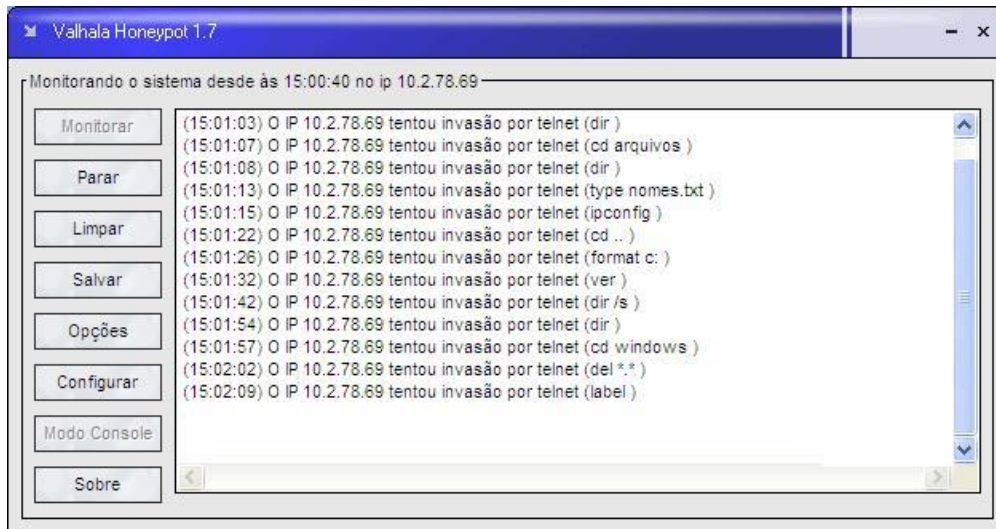 Valhala Honeypot 1.7
Monitorando o sistema desde às 15:00:40 no ip 10.2.78.69
Monitorar
Parar
Limpar
Salvar
Opções
Configurar
Modo Console
Sobre
(15:01:03) O IP 10.2.78.69 tentou invasão por telnet (dir )
(15:01:07) O IP 10.2.78.69 tentou invasão por telnet (cd arquivos )
(15:01:08) O IP 10.2.78.69 tentou invasão por telnet (dir )
(15:01:13) O IP 10.2.78.69 tentou invasão por telnet (type nomes.txt )
(15:01:15) O IP 10.2.78.69 tentou invasão por telnet (ipconfig )
(15:01:22) O IP 10.2.78.69 tentou invasão por telnet (cd .. )
(15:01:26) O IP 10.2.78.69 tentou invasão por telnet (format c: )
(15:01:32) O IP 10.2.78.69 tentou invasão por telnet (ver )
(15:01:42) O IP 10.2.78.69 tentou invasão por telnet (dir /s )
(15:01:54) O IP 10.2.78.69 tentou invasão por telnet (dir )
(15:01:57) O IP 10.2.78.69 tentou invasão por telnet (cd windows )
(15:02:02) O IP 10.2.78.69 tentou invasão por telnet (del *.* )
(15:02:09) O IP 10.2.78.69 tentou invasão por telnet (label )